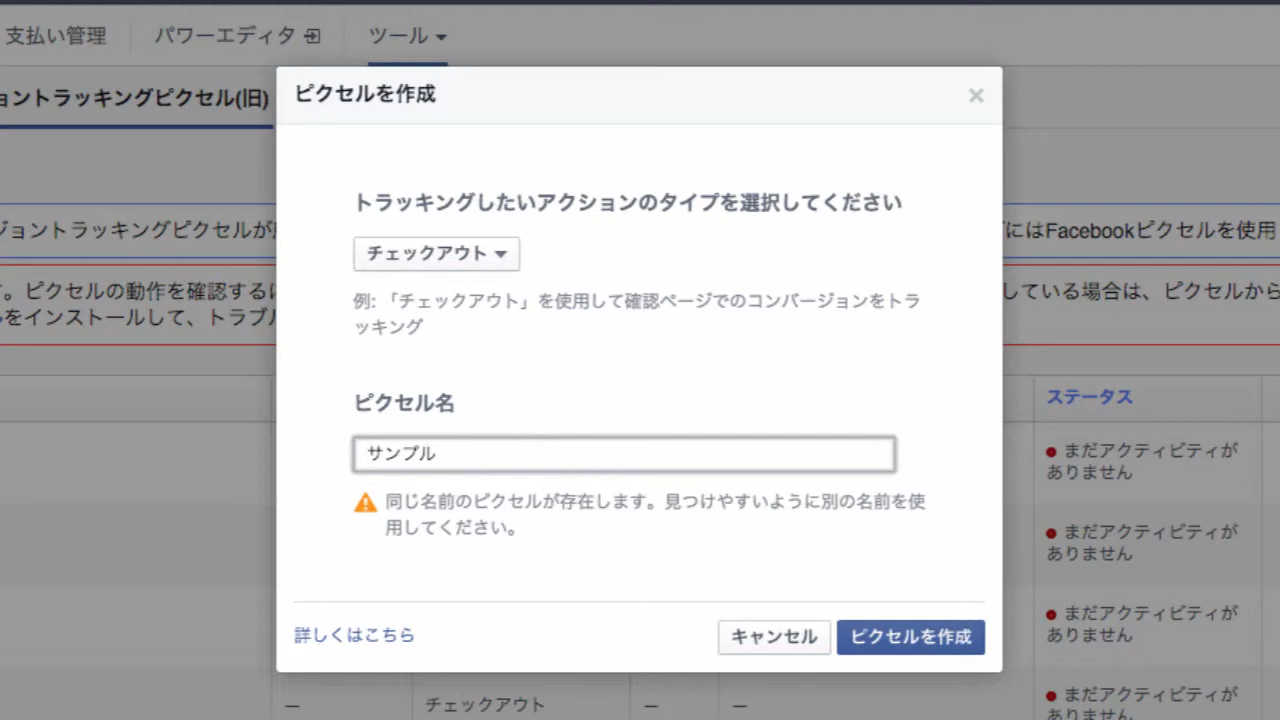 支払い管理
パワーエディタ
ツール
ョントラッキングピクセル(旧)
ピクセルを作成
×
トラッキングしたいアクションのタイプを選択してください
チェックアウト
例: 「チェックアウト」を使用して確認ページでのコンバージョンをトラ
ッキング
ピクセル名
サンプル
同じ名前のピクセルが存在します。見つけやすいように別の名前を使
用してください。
詳しくはこちら
キャンセル
ピクセルを作成
ジョントラッキングピクセルが
にはFacebookピクセルを使用
。ピクセルの動作を確認するに
している場合は、ピクセルから
をインストールして、トラブル
ステータス
まだアクティビティが
ありません
まだアクティビティが
ありません
まだアクティビティが
ありません
— チェックアウト — —
まだアクティビティが
ありません